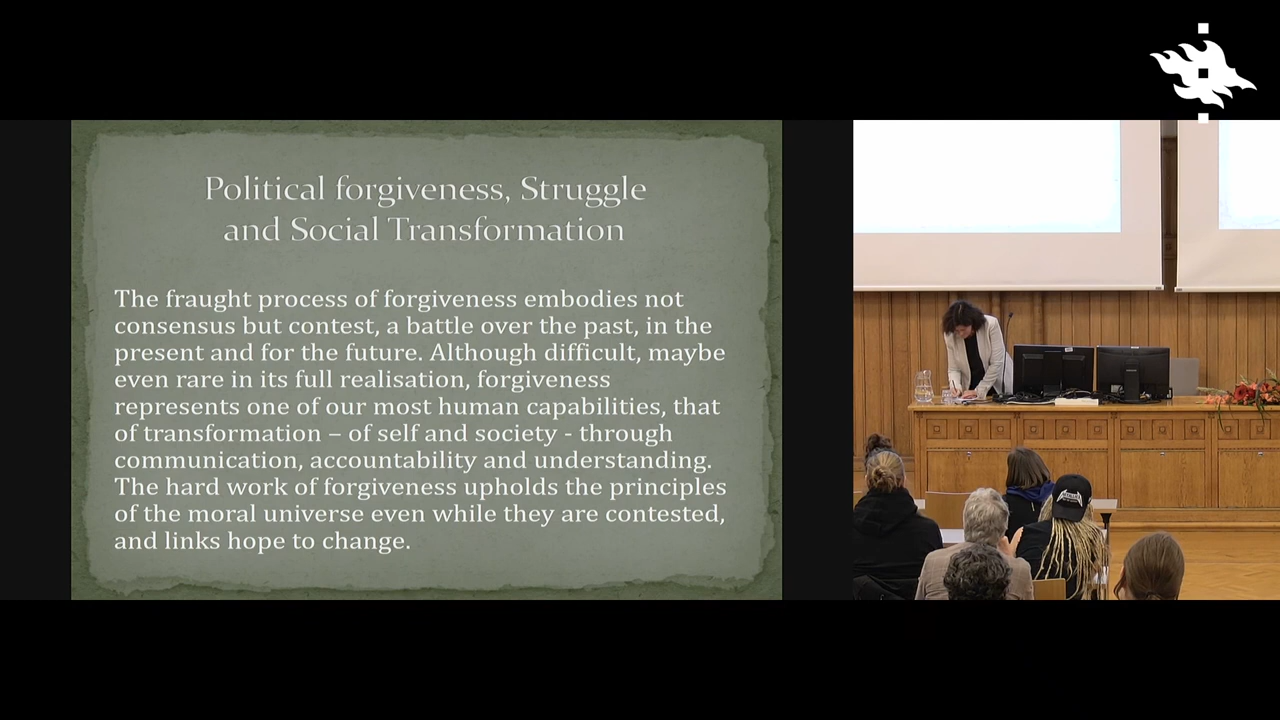 Political forgiveness, Struggle
and Social Transformation
The fraught process of forgiveness embodies not
consensus but contest, a battle over the past, in the
present and for the future. Although difficult, maybe
even rare in its full realisation, forgiveness
represents one of our most human capabilities, that
of transformation – of self and society - through
communication, accountability and understanding.
The hard work of forgiveness upholds the principles
of the moral universe even while they are contested,
and links hope to change.
METALLICA